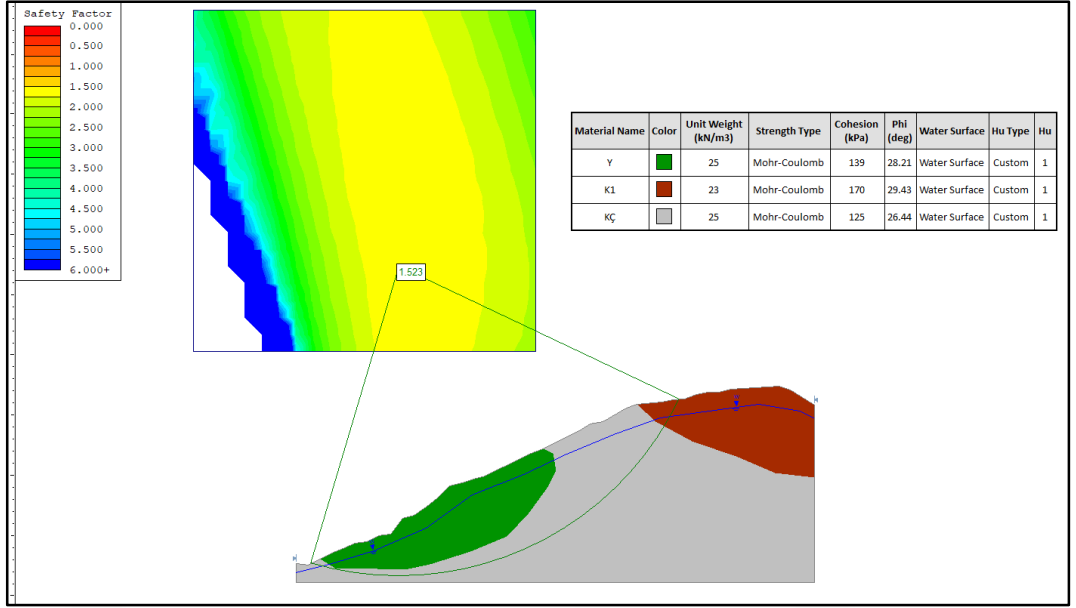 Safety Factor
0.000
0.500
1.000
1.500
2.000
2.500
3.000
3.500
4.000
4.500
5.000
5.500
6.000+
1.523
Material Name Color Unit Weight (kN/m3) Strength Type Cohesion (kPa) Phi (deg) Water Surface Hu Type Hu
Y 25 Mohr-Coulomb 139 28.21 Water Surface Custom 1
K1 23 Mohr-Coulomb 170 29.43 Water Surface Custom 1
KÇ 25 Mohr-Coulomb 125 26.44 Water Surface Custom 1